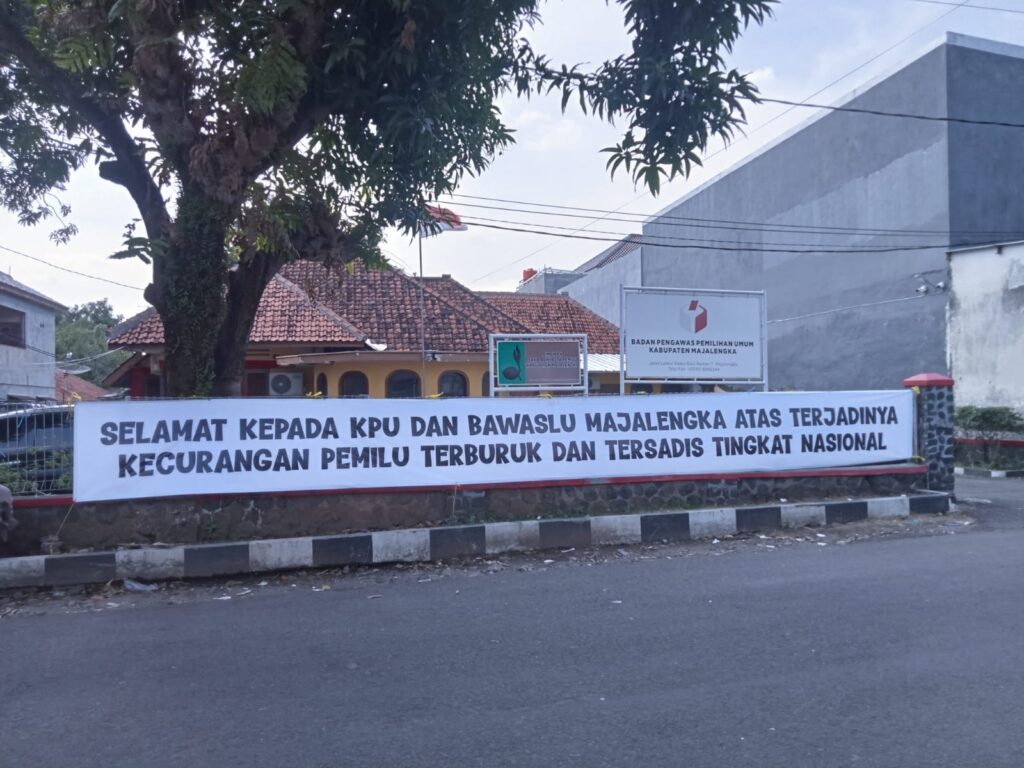 BADAN PENGAWAS PEMILIHAN UMUM
KABUPATEN MAJALENGKA
SELAMAT KEPADA KPU DAN BAWASLU MAJALENGKA ATAS TERJADINYA
KECURANGAN PEMILU TERBURUK DAN TERSADIS TINGKAT NASIONAL